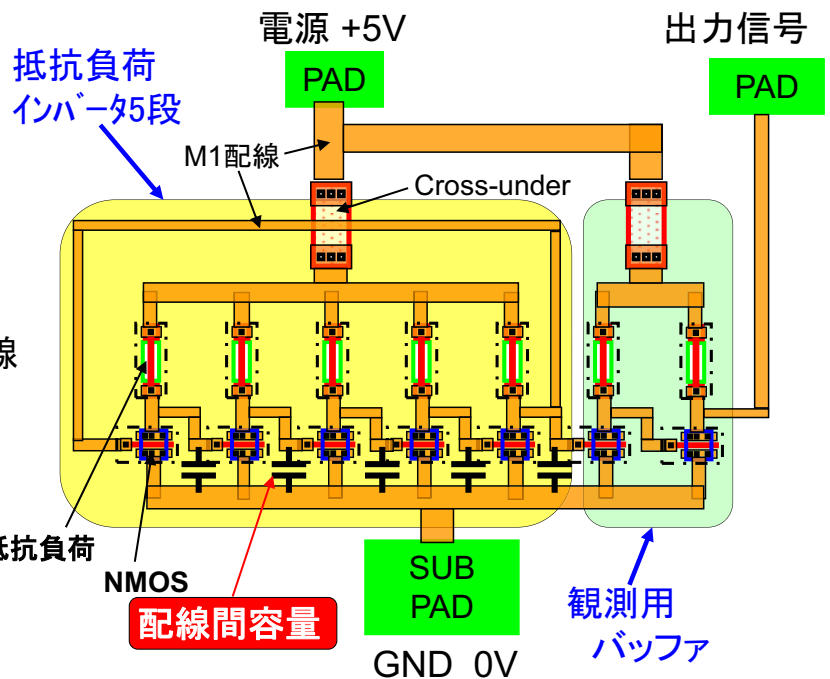 電源 +5V
出力信号
抵抗負荷
インバータ5段
PAD
PAD
M1配線
Cross-under
線
抵抗負荷
NMOS
配線間容量
SUB
PAD
GND 0V
観測用
バッファ